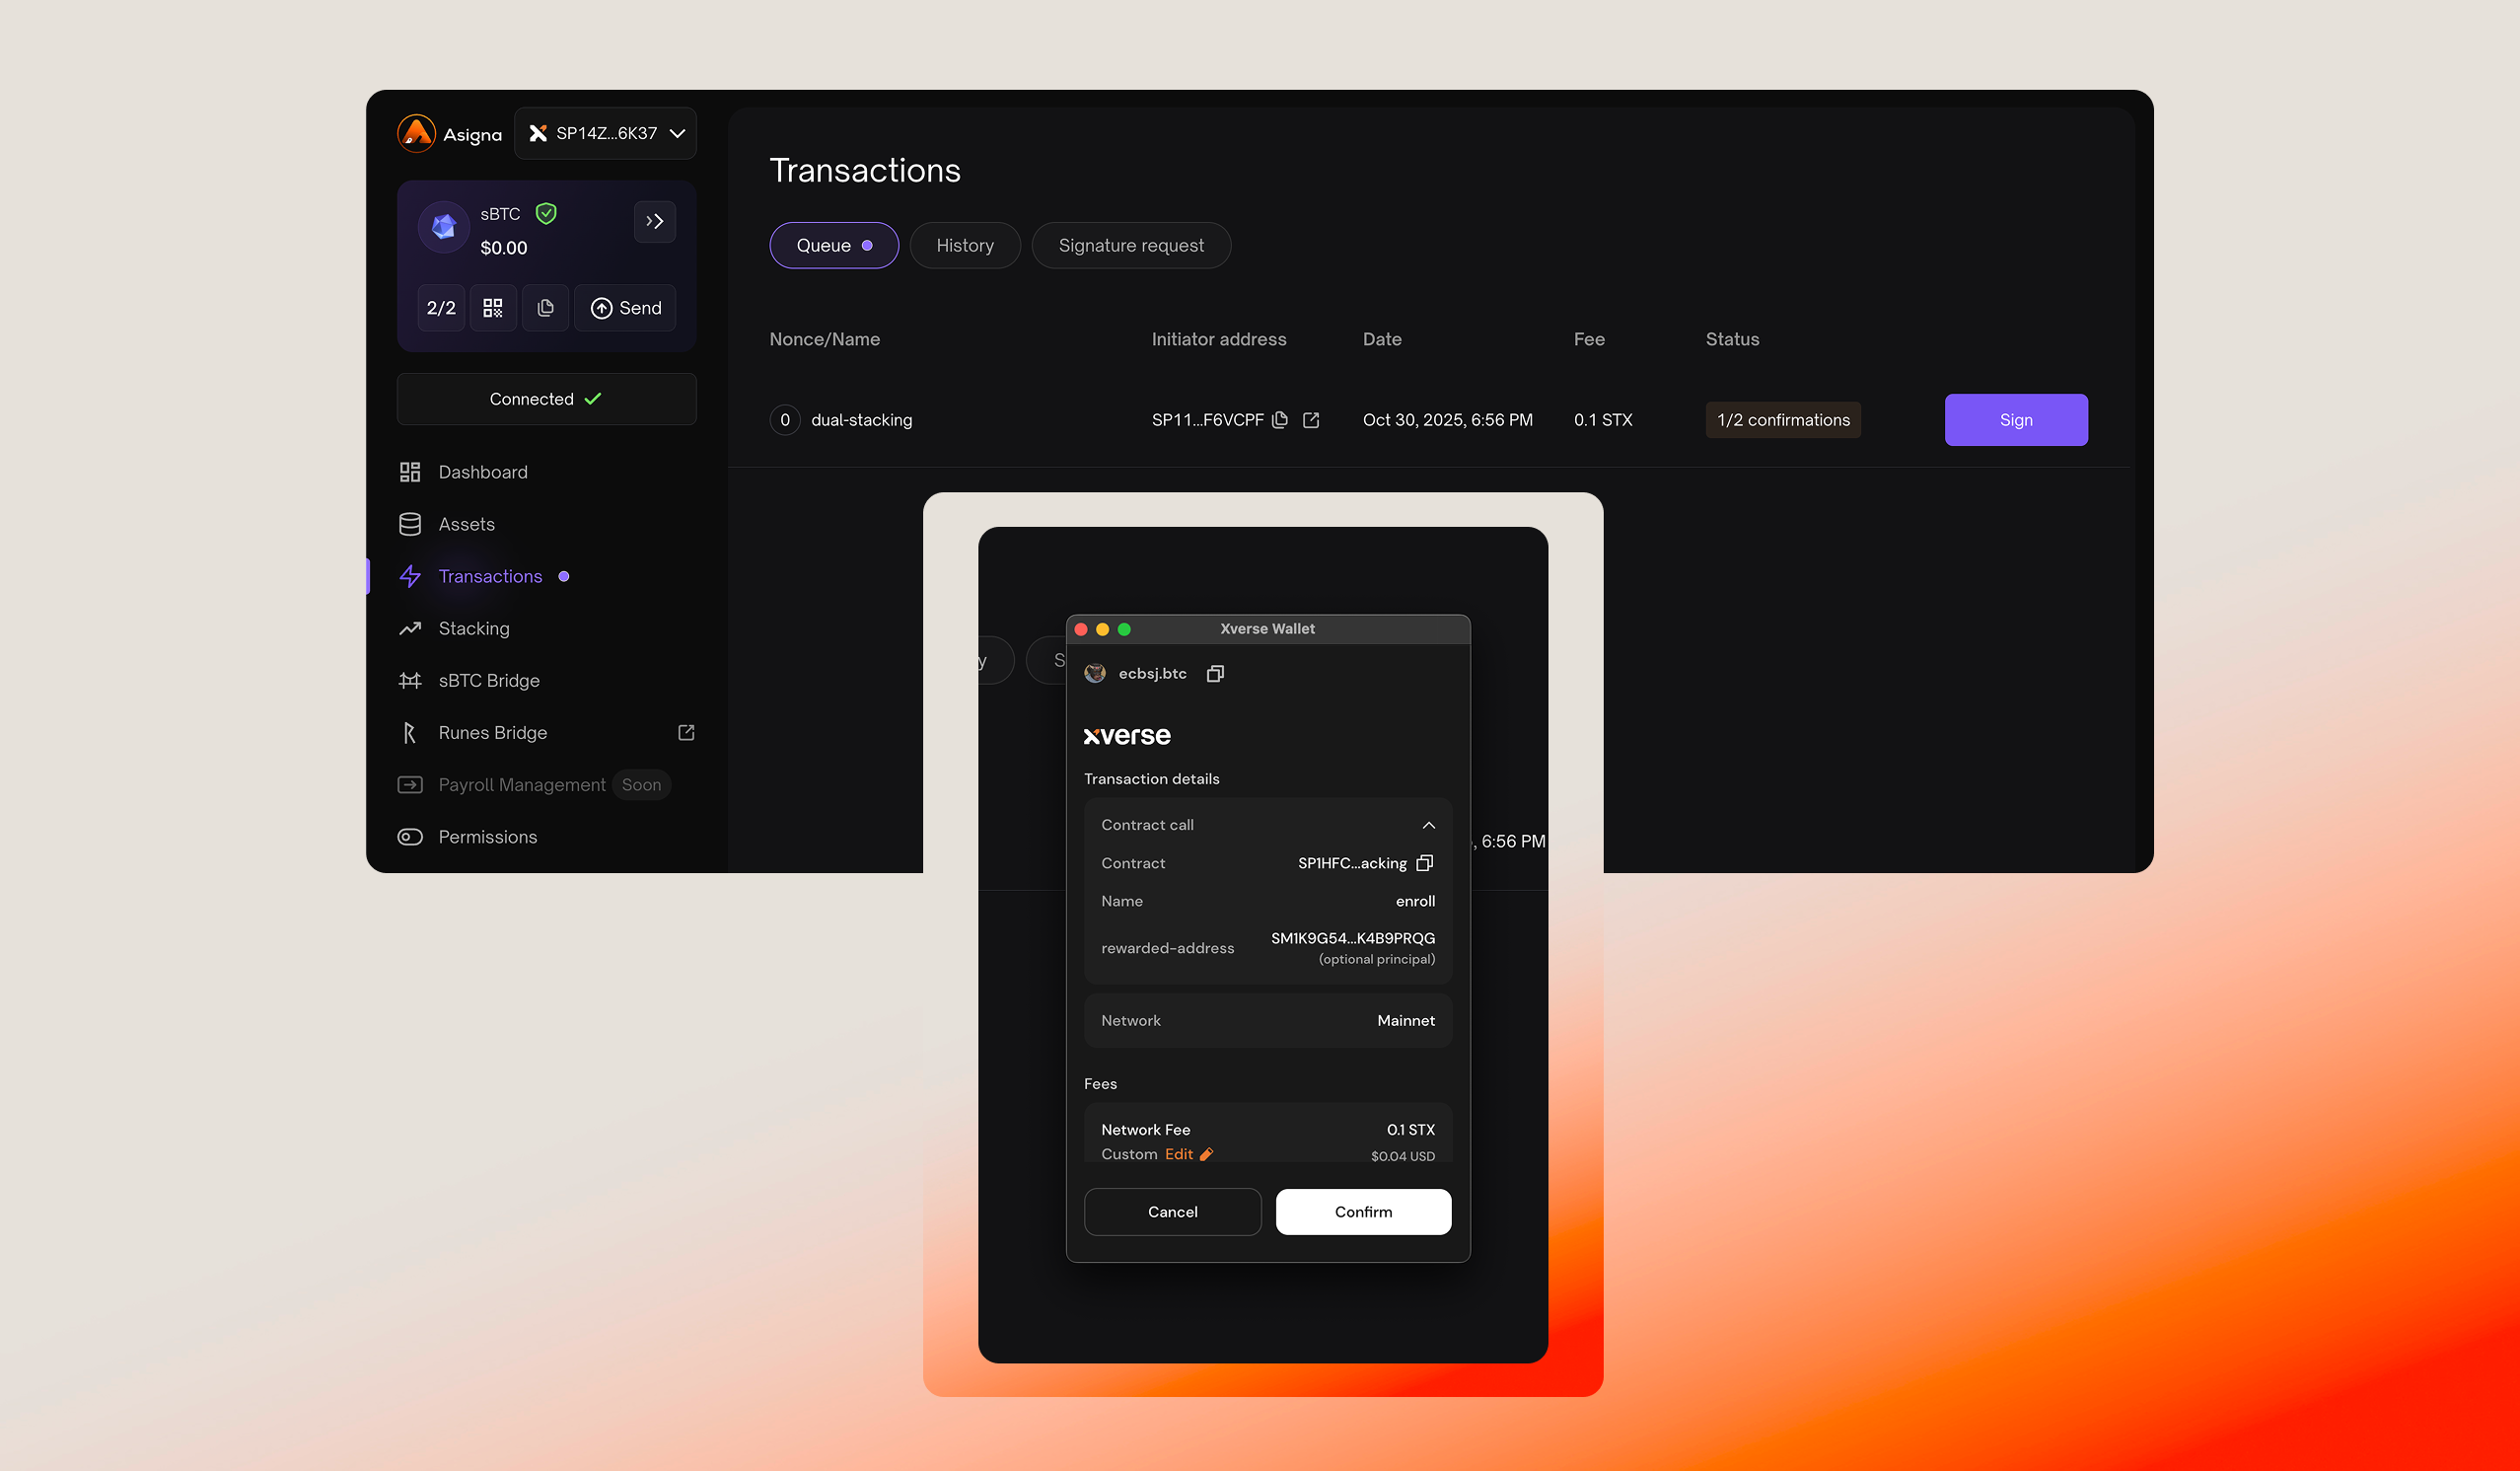 Asigna
SP14Z...6K37
sBTC
$0.00
2/2
Send
Connected
Dashboard
Assets
Transactions
Stacking
sBTC Bridge
Runes Bridge
Payroll Management Soon
Permissions
Transactions
Queue
History
Signature request
Nonce/Name
Initiator address
Date
Fee
Status
0 dual-stacking
SP11...F6VCPF
Oct 30, 2025, 6:56 PM
0.1 STX
1/2 confirmations
Sign
y
S
, 6:56 PM
Xverse Wallet
ecbsj.btc
xverse
Transaction details
Contract call
Contract SP1HFC...acking
Name enroll
rewarded-address SM1K9G54...K4B9PRQG
(optional principal)
Network Mainnet
Fees
Network Fee 0.1 STX
Custom Edit $0.04 USD
Cancel
Confirm